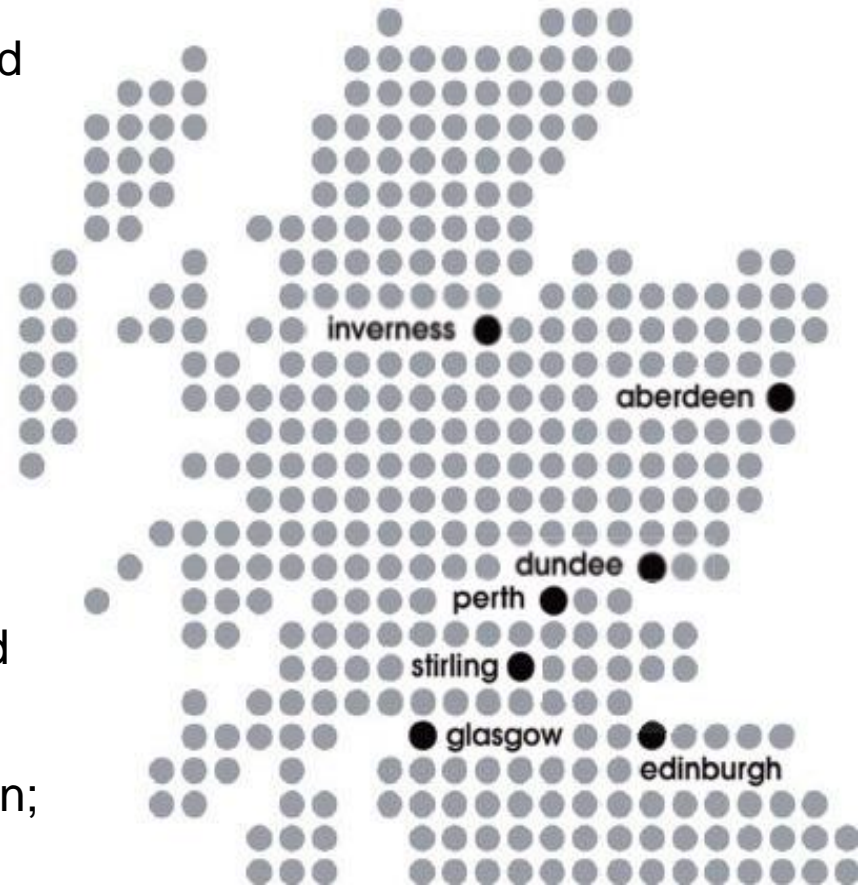 d
inverness
aberdeen
dundee
perth
d
stirling
glasgow
n;
edinburgh